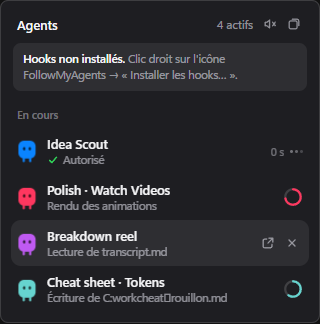 Agents
4 actifs
Hooks non installés. Clic droit sur l'icône
FollowMyAgents → « Installer les hooks… ».
En cours
Idea Scout
0 s
Autorisé
Polish · Watch Videos
Rendu des animations
Breakdown reel
Lecture de transcript.md
Cheat sheet · Tokens
Écriture de C:workcheat□rouillon.md